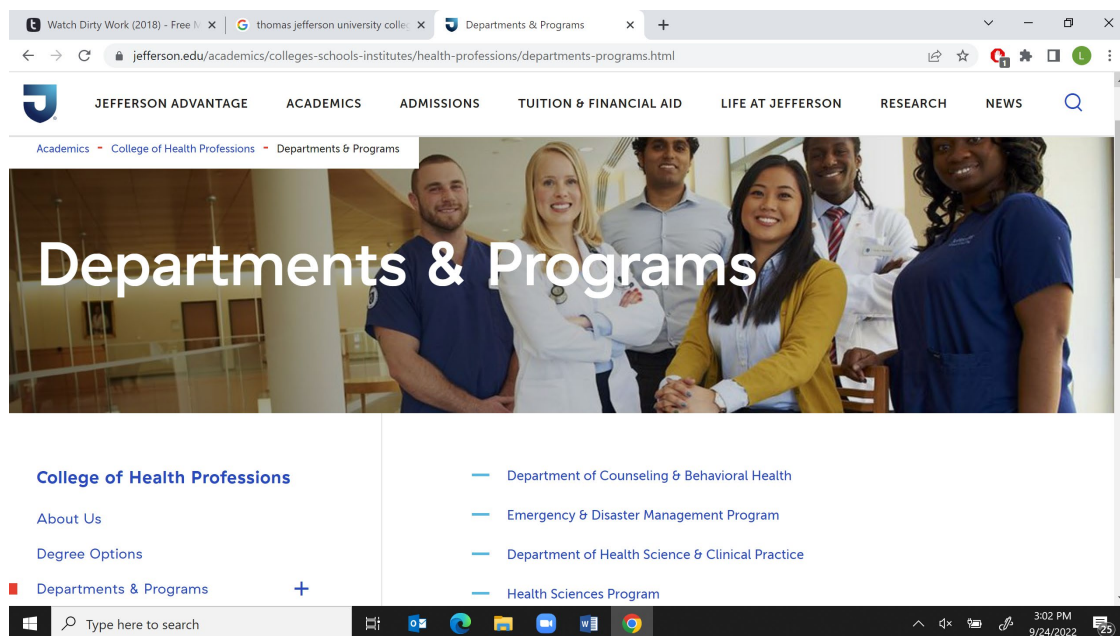 Watch Dirty Work (2018) - Free M
thomas jefferson university colleg
Departments & Programs
jefferson.edu/academics/colleges-schools-institutes/health-professions/departments-programs.html
1
L
JEFFERSON ADVANTAGE ACADEMICS ADMISSIONS TUITION & FINANCIAL AID LIFE AT JEFFERSON RESEARCH NEWS
Academics - College of Health Professions - Departments & Programs
Departments & Programs
College of Health Professions
About Us
Degree Options
Departments & Programs +
Department of Counseling & Behavioral Health
Emergency & Disaster Management Program
Department of Health Science & Clinical Practice
Health Sciences Program
Type here to search
3:02 PM
9/24/2022
25